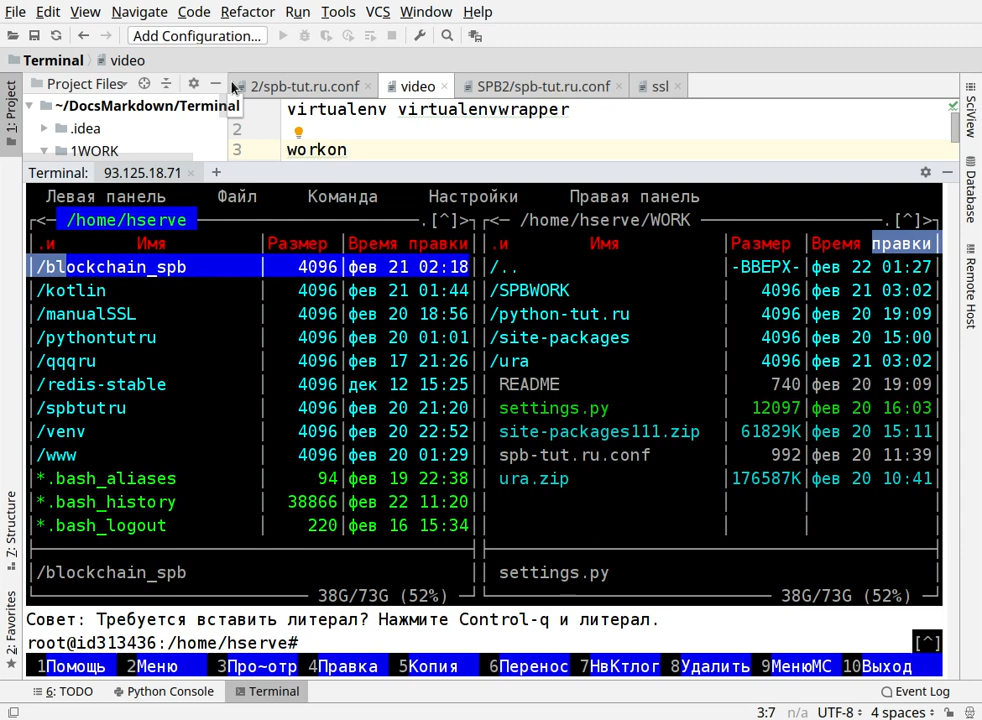 File Edit View Navigate Code Refactor Run Tools VCS Window Help
Add Configuration...
Terminal video
1: Project
Project Files
2/spb-tut.ru.conf
video
SPB2/spb-tut.ru.conf
ssl
~/DocsMarkdown/Terminal
.idea
1WORK
virtualenv virtualenvwrapper
2
3 workon
SciView
Database
Remote Host
Terminal: 93.125.18.71 +
Левая панель Файл Команда Настройки Правая панель
<— /home/hserve .[^]> <— /home/hserve/WORK .[^]>
.и Имя |Размер |Время правки .и Имя |Размер |Время правки
/blockchain_spb | 4096|фев 21 02:18 /.. |-ВВЕРХ-|фев 22 01:27
/kotlin | 4096|фев 21 01:44 /SPBWORK | 4096|фев 21 03:02
/manualSSL | 4096|фев 20 18:56 /python-tut.ru | 4096|фев 20 19:09
/pythontutru | 4096|фев 20 01:01 /site-packages | 4096|фев 20 15:00
/qqqru | 4096|фев 17 21:26 /ura | 4096|фев 21 03:02
/redis-stable | 4096|дек 12 15:25 README | 740|фев 20 19:09
/spbtutru | 4096|фев 20 21:20 settings.py | 12097|фев 20 16:03
/venv | 4096|фев 20 22:52 site-packages111.zip | 61829K|фев 20 15:11
/www | 4096|фев 20 01:29 spb-tut.ru.conf | 992|фев 20 11:39
*.bash_aliases | 94|фев 19 22:38 ura.zip |176587K|фев 20 10:41
*.bash_history | 38866|фев 22 11:20
*.bash_logout | 220|фев 16 15:34
/blockchain_spb settings.py
38G/73G (52%) 38G/73G (52%)
Совет: Требуется вставить литерал? Нажмите Control-q и литерал.
root@id313436:/home/hserve# [^]
1Помощь 2Меню 3Про~отр 4Правка 5Копия 6Перенос 7НвКтлог 8Удалить 9МенюMC 10Выход
Z: Structure
2: Favorites
6: TODO Python Console Terminal Event Log
3:7 n/a UTF-8 4 spaces